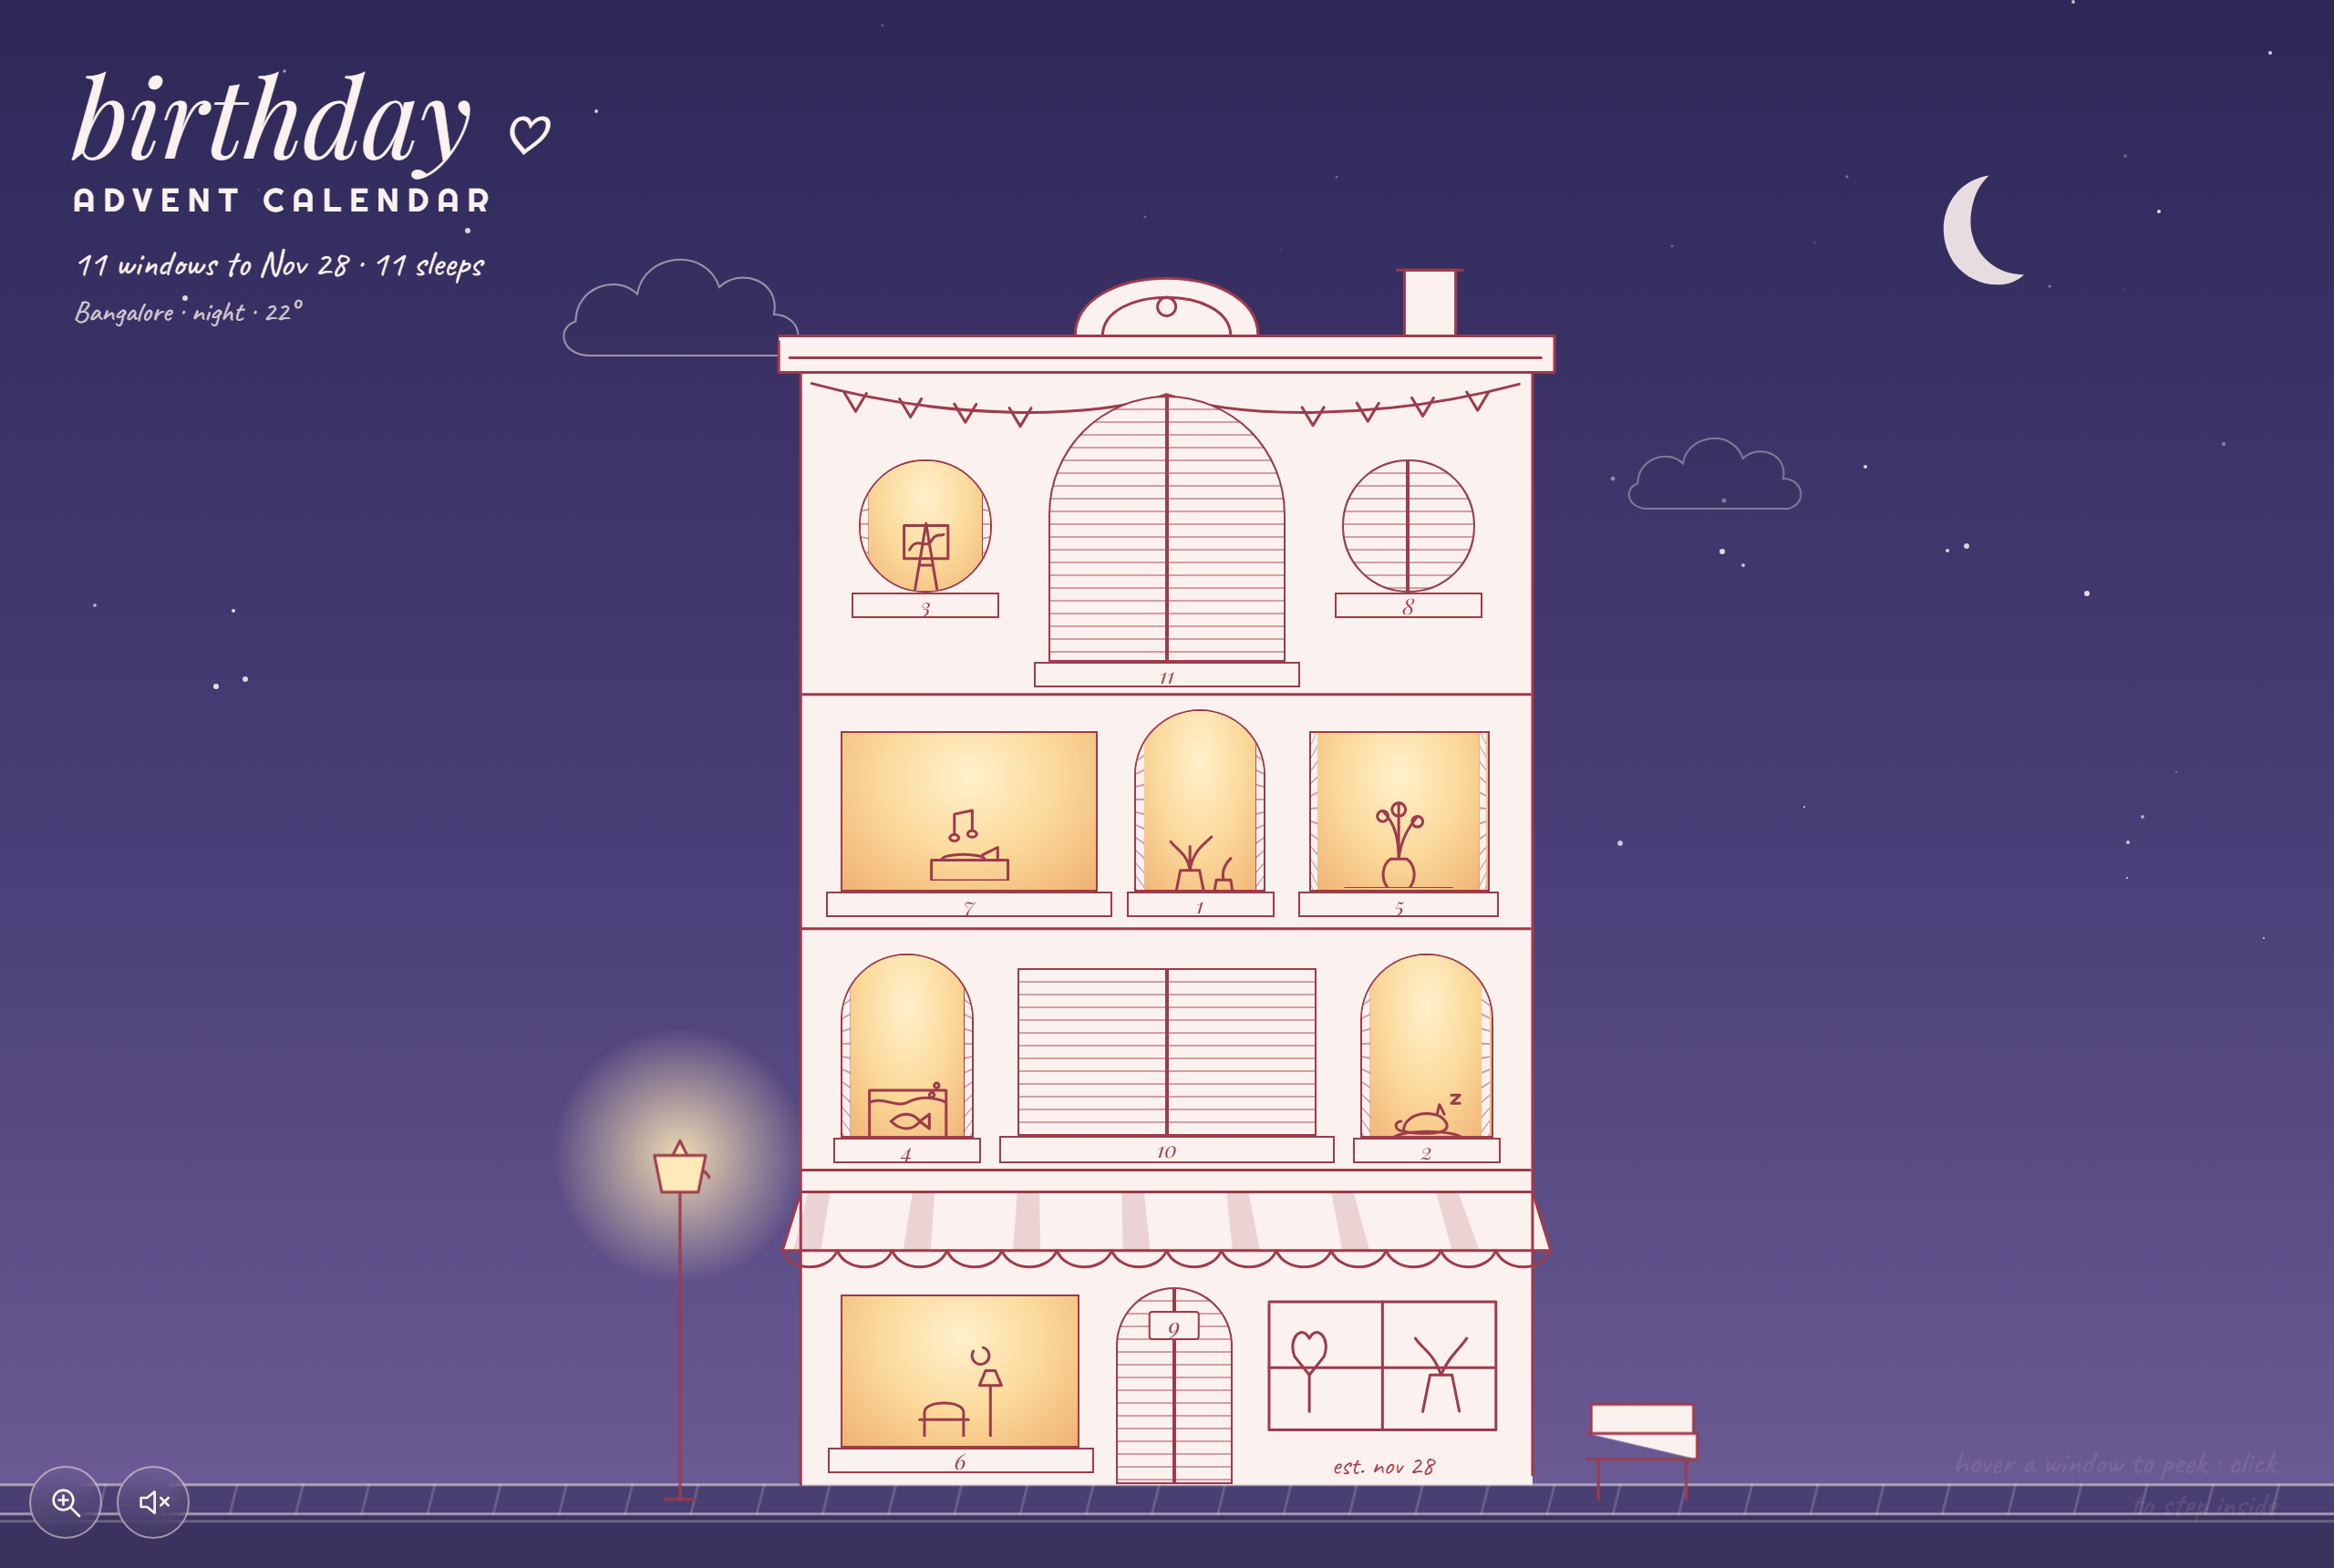 birthday
ADVENT CALENDAR
11 windows to Nov 28 · 11 sleeps
Bangalore · night · 22°
3
8
11
7
1
5
z
4
10
2
9
6
est. nov 28
hover a window to peek · click
to step inside